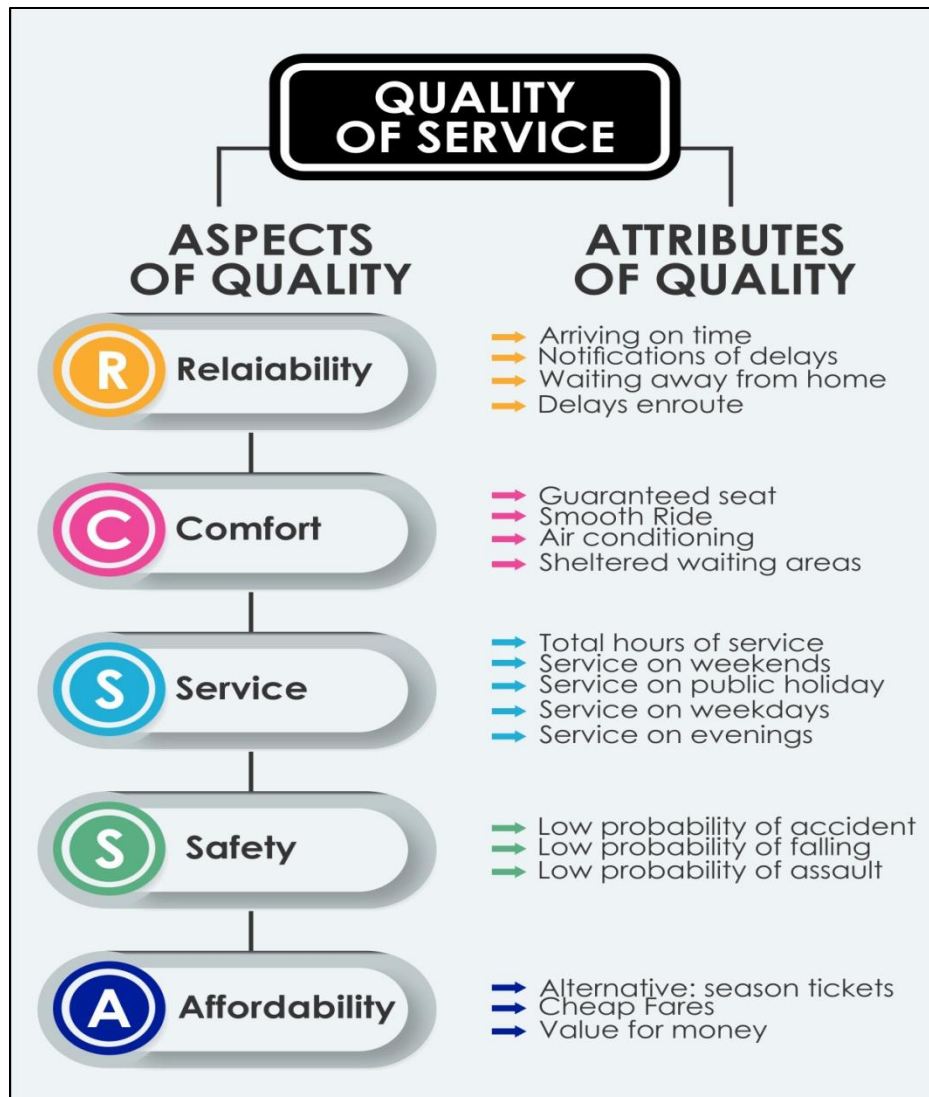 QUALITY
OF SERVICE
ASPECTS
OF QUALITY
ATTRIBUTES
OF QUALITY
R
Relaiability
Arriving on time
Notifications of delays
Waiting away from home
Delays enroute
C
Comfort
Guaranteed seat
Smooth Ride
Air conditioning
Sheltered waiting areas
S
Service
Total hours of service
Service on weekends
Service on public holiday
Service on weekdays
Service on evenings
S
Safety
Low probability of accident
Low probability of falling
Low probability of assault
A
Affordability
Alternative: season tickets
Cheap Fares
Value for money